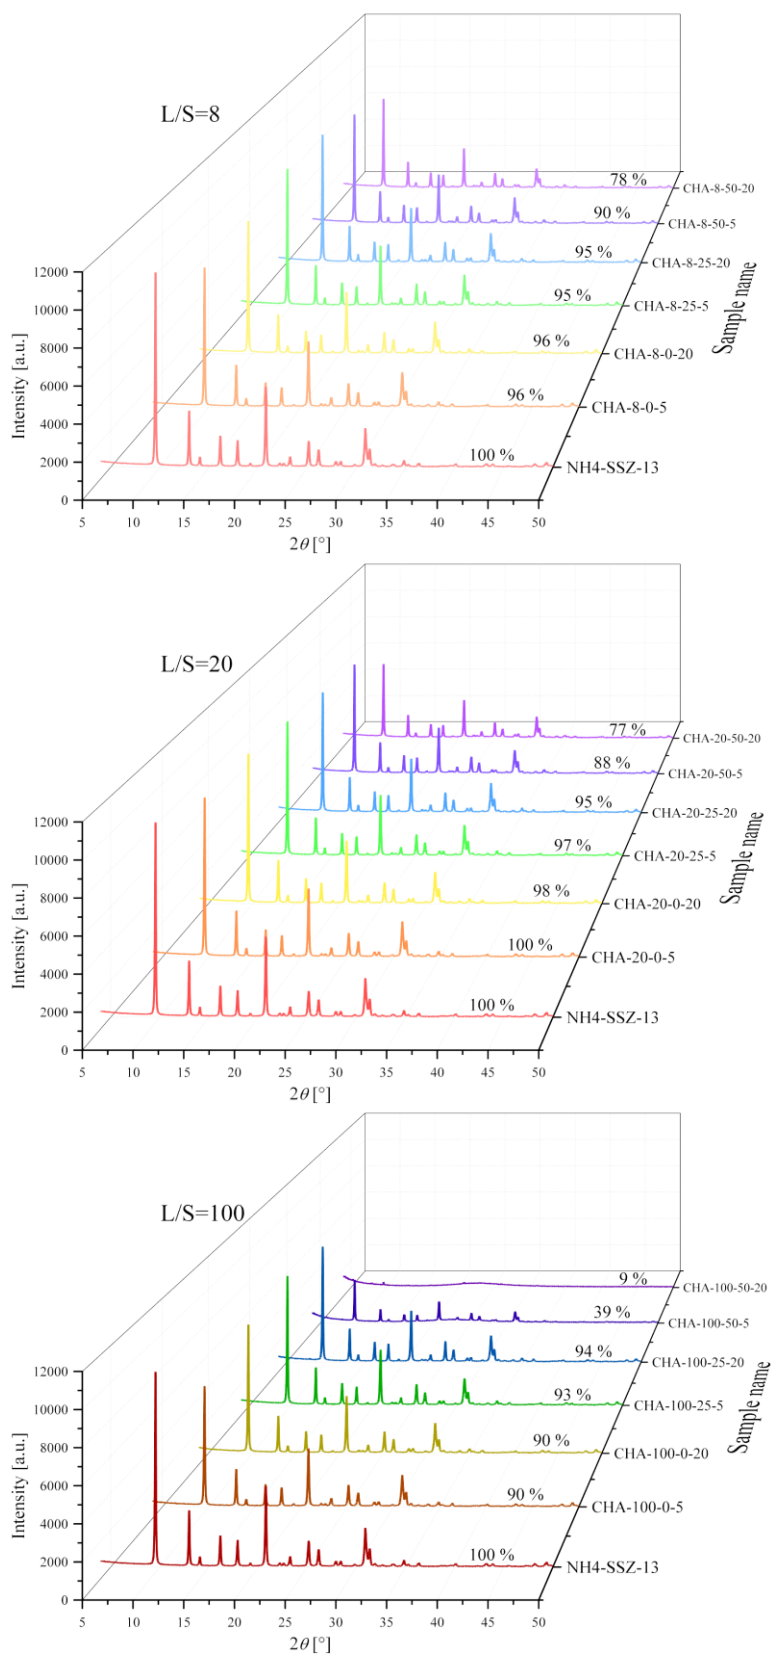 L/S=8
12000
10000
8000
6000
4000
2000
0
Intensity [a.u.]
5 10 15 20 25 30 35 40 45 50
2θ [°]
78 % CHA-8-50-20
90 % CHA-8-50-5
95 % CHA-8-25-20
95 % CHA-8-25-5
96 % CHA-8-0-20
96 % CHA-8-0-5
100 % NH4-SSZ-13
Sample name
L/S=20
12000
10000
8000
6000
4000
2000
0
Intensity [a.u.]
5 10 15 20 25 30 35 40 45 50
2θ [°]
77 % CHA-20-50-20
88 % CHA-20-50-5
95 % CHA-20-25-20
97 % CHA-20-25-5
98 % CHA-20-0-20
100 % CHA-20-0-5
100 % NH4-SSZ-13
Sample name
L/S=100
12000
10000
8000
6000
4000
2000
0
Intensity [a.u.]
5 10 15 20 25 30 35 40 45 50
2θ [°]
9 % CHA-100-50-20
39 % CHA-100-50-5
94 % CHA-100-25-20
93 % CHA-100-25-5
90 % CHA-100-0-20
90 % CHA-100-0-5
100 % NH4-SSZ-13
Sample name